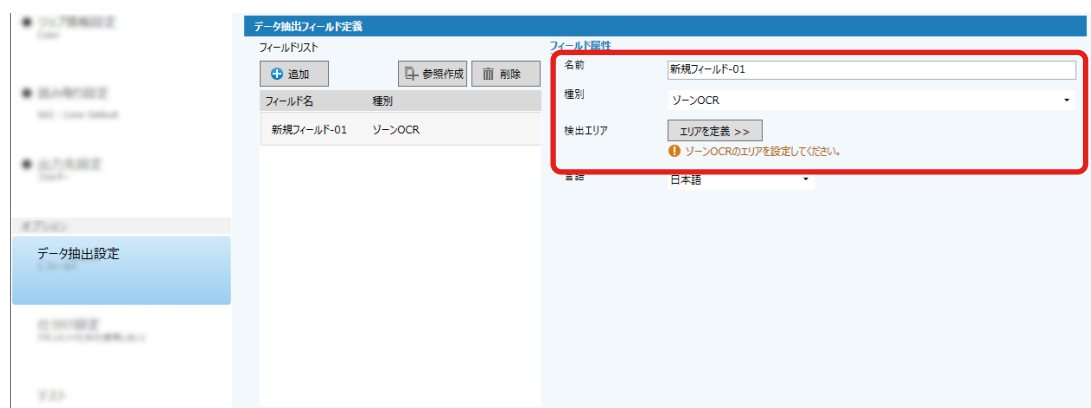 データ抽出フィールド定義
フィールドリスト
追加
参照作成
削除
フィールド名 種別
新規フィールド-01 ゾーンOCR
フィールド属性
名前 新規フィールド-01
種別 ゾーンOCR
検出エリア エリアを定義 >>
ゾーンOCRのエリアを設定してください。
言語 日本語
オプション
データ抽出設定